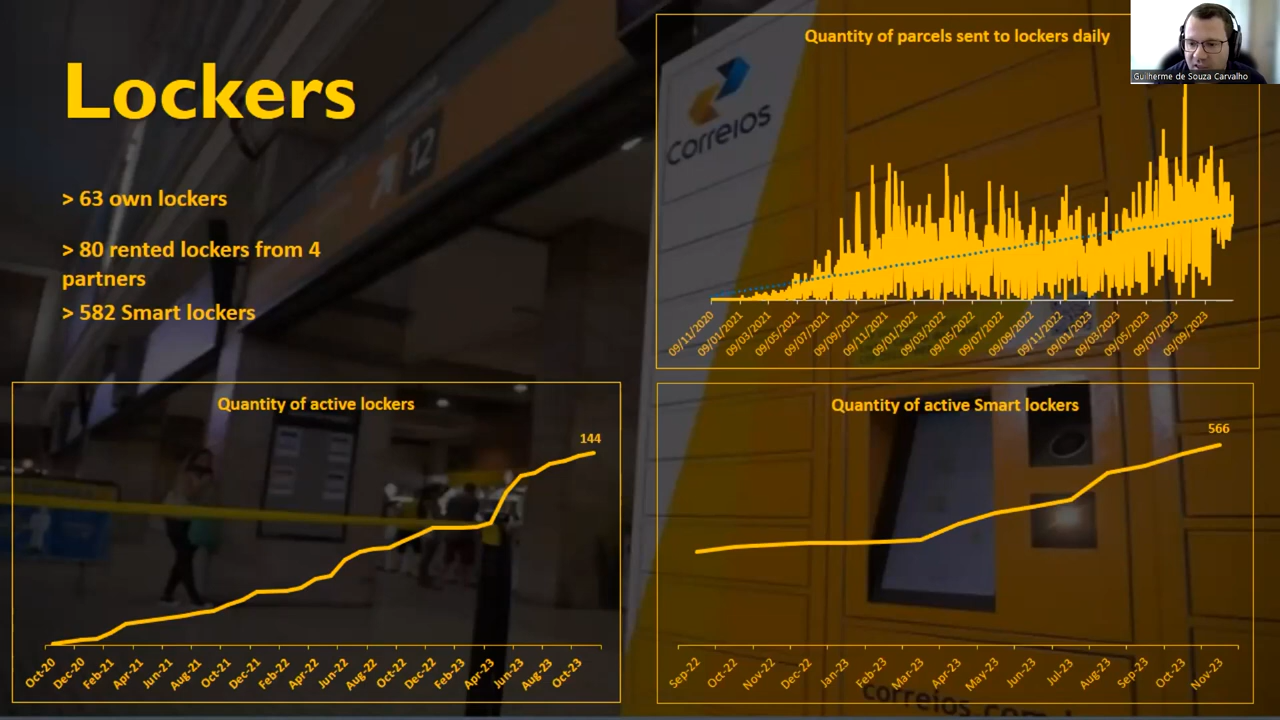 Lockers
> 63 own lockers
> 80 rented lockers from 4
partners
> 582 Smart lockers
Quantity of parcels sent to lockers daily
Guilherme de Souza Carvalho
correios
12
09/11/2020
09/01/2021
09/03/2021
09/05/2021
09/07/2021
09/09/2021
09/11/2021
09/01/2022
09/03/2022
09/05/2022
09/07/2022
09/09/2022
09/11/2022
09/01/2023
09/03/2023
09/05/2023
09/07/2023
09/09/2023
Quantity of active lockers
144
Oct-20
Dec-20
Feb-21
Apr-21
Jun-21
Aug-21
Oct-21
Dec-21
Feb-22
Apr-22
Jun-22
Aug-22
Oct-22
Dec-22
Feb-23
Apr-23
Jun-23
Aug-23
Oct-23
Quantity of active Smart lockers
566
Sep-22
Oct-22
Nov-22
Dec-22
Jan-23
Feb-23
Mar-23
Apr-23
May-23
Jun-23
Jul-23
Aug-23
Sep-23
Oct-23
Nov-23